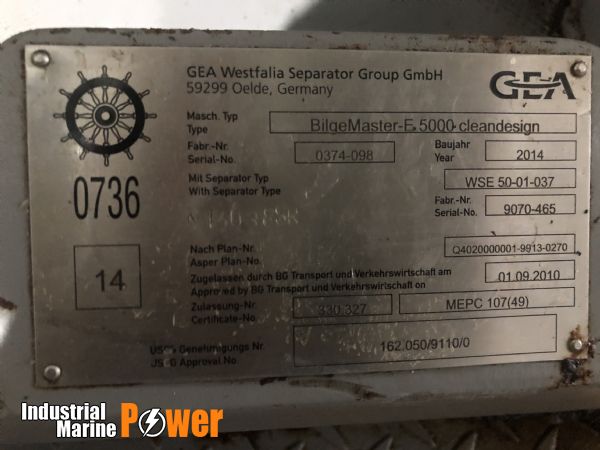 GEA Westfalia Separator Group GmbH
59299 Oelde, Germany
GEA
Masch. Typ
Type
BilgeMaster-E 5000 cleandesign
Fabr.-Nr.
Serial-No.
0374-098
Baujahr
Year
2014
Mit Separator Typ
With Separator Type
WSE 50-01-037
Fabr.-Nr.
Serial-No.
9070-465
0736
14
Nach Plan-Nr.
Asper Plan-No.
Q4020000001-9913-0270
Zugelassen durch BG Transport und Verkehrswirtschaft am
Approved by BG Transport und Verkehrswirtschaft on
01.09.2010
Zulassung-Nr.
Certificate-No.
330.327
MEPC 107(49)
Genehmigungs Nr.
Approval No.
162.050/9110/0
Industrial
Marine
Power